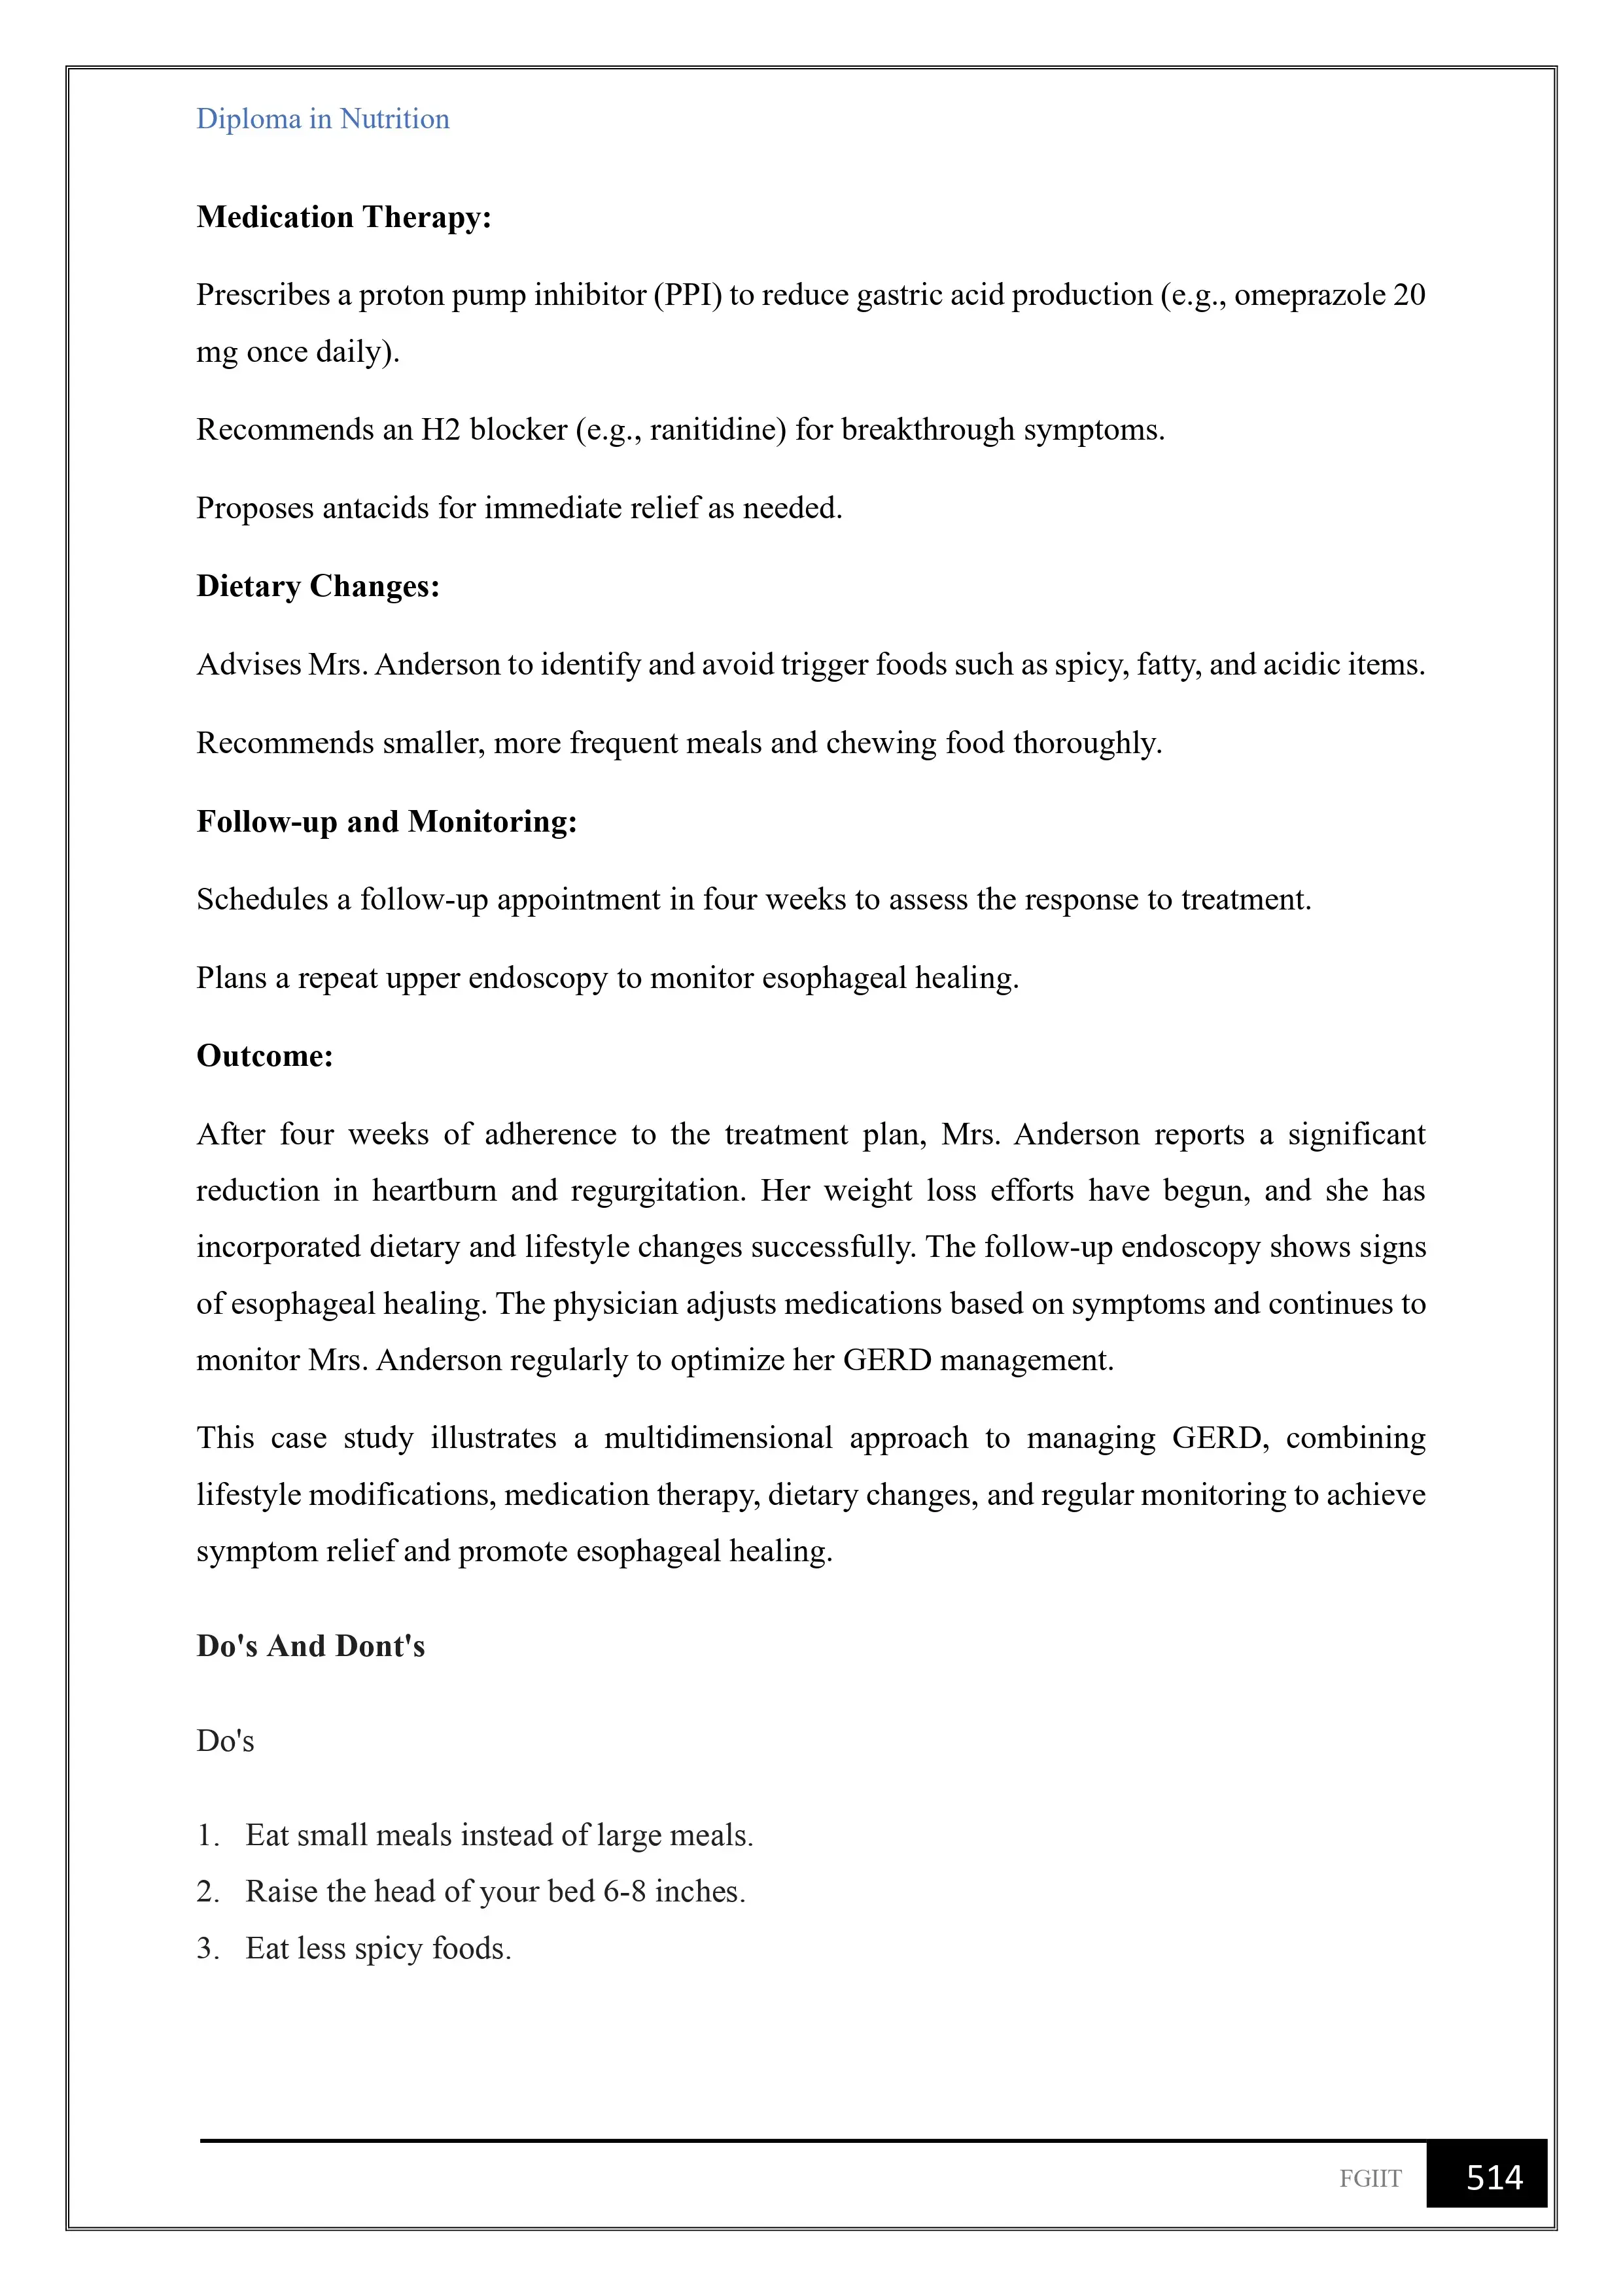 Diploma in Nutrition
Medication Therapy:
Prescribes a proton pump inhibitor (PPI) to reduce gastric acid production (e.g., omeprazole 20
mg once daily).
Recommends an H2 blocker (e.g., ranitidine) for breakthrough symptoms.
Proposes antacids for immediate relief as needed.
Dietary Changes:
Advises Mrs. Anderson to identify and avoid trigger foods such as spicy, fatty, and acidic items.
Recommends smaller, more frequent meals and chewing food thoroughly.
Follow-up and Monitoring:
Schedules a follow-up appointment in four weeks to assess the response to treatment.
Plans a repeat upper endoscopy to monitor esophageal healing.
Outcome:
After four weeks of adherence to the treatment plan, Mrs. Anderson reports a significant
reduction in heartburn and regurgitation. Her weight loss efforts have begun, and she has
incorporated dietary and lifestyle changes successfully. The follow-up endoscopy shows signs
of esophageal healing. The physician adjusts medications based on symptoms and continues to
monitor Mrs. Anderson regularly to optimize her GERD management.
This case study illustrates a multidimensional approach to managing GERD, combining
lifestyle modifications, medication therapy, dietary changes, and regular monitoring to achieve
symptom relief and promote esophageal healing.
Do's And Dont's
Do's
1. Eat small meals instead of large meals.
2. Raise the head of your bed 6-8 inches.
3. Eat less spicy foods.
FGIIT 514